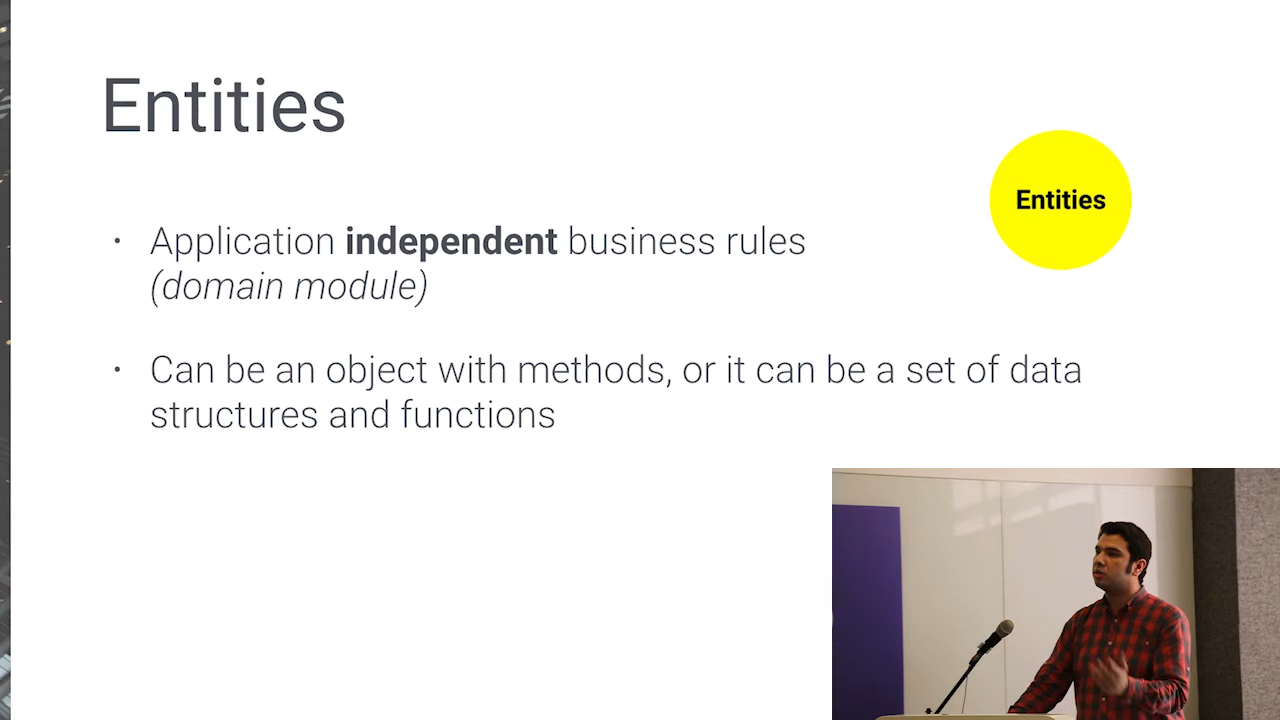 Entities
Entities
Application independent business rules
(domain module)
Can be an object with methods, or it can be a set of data
structures and functions